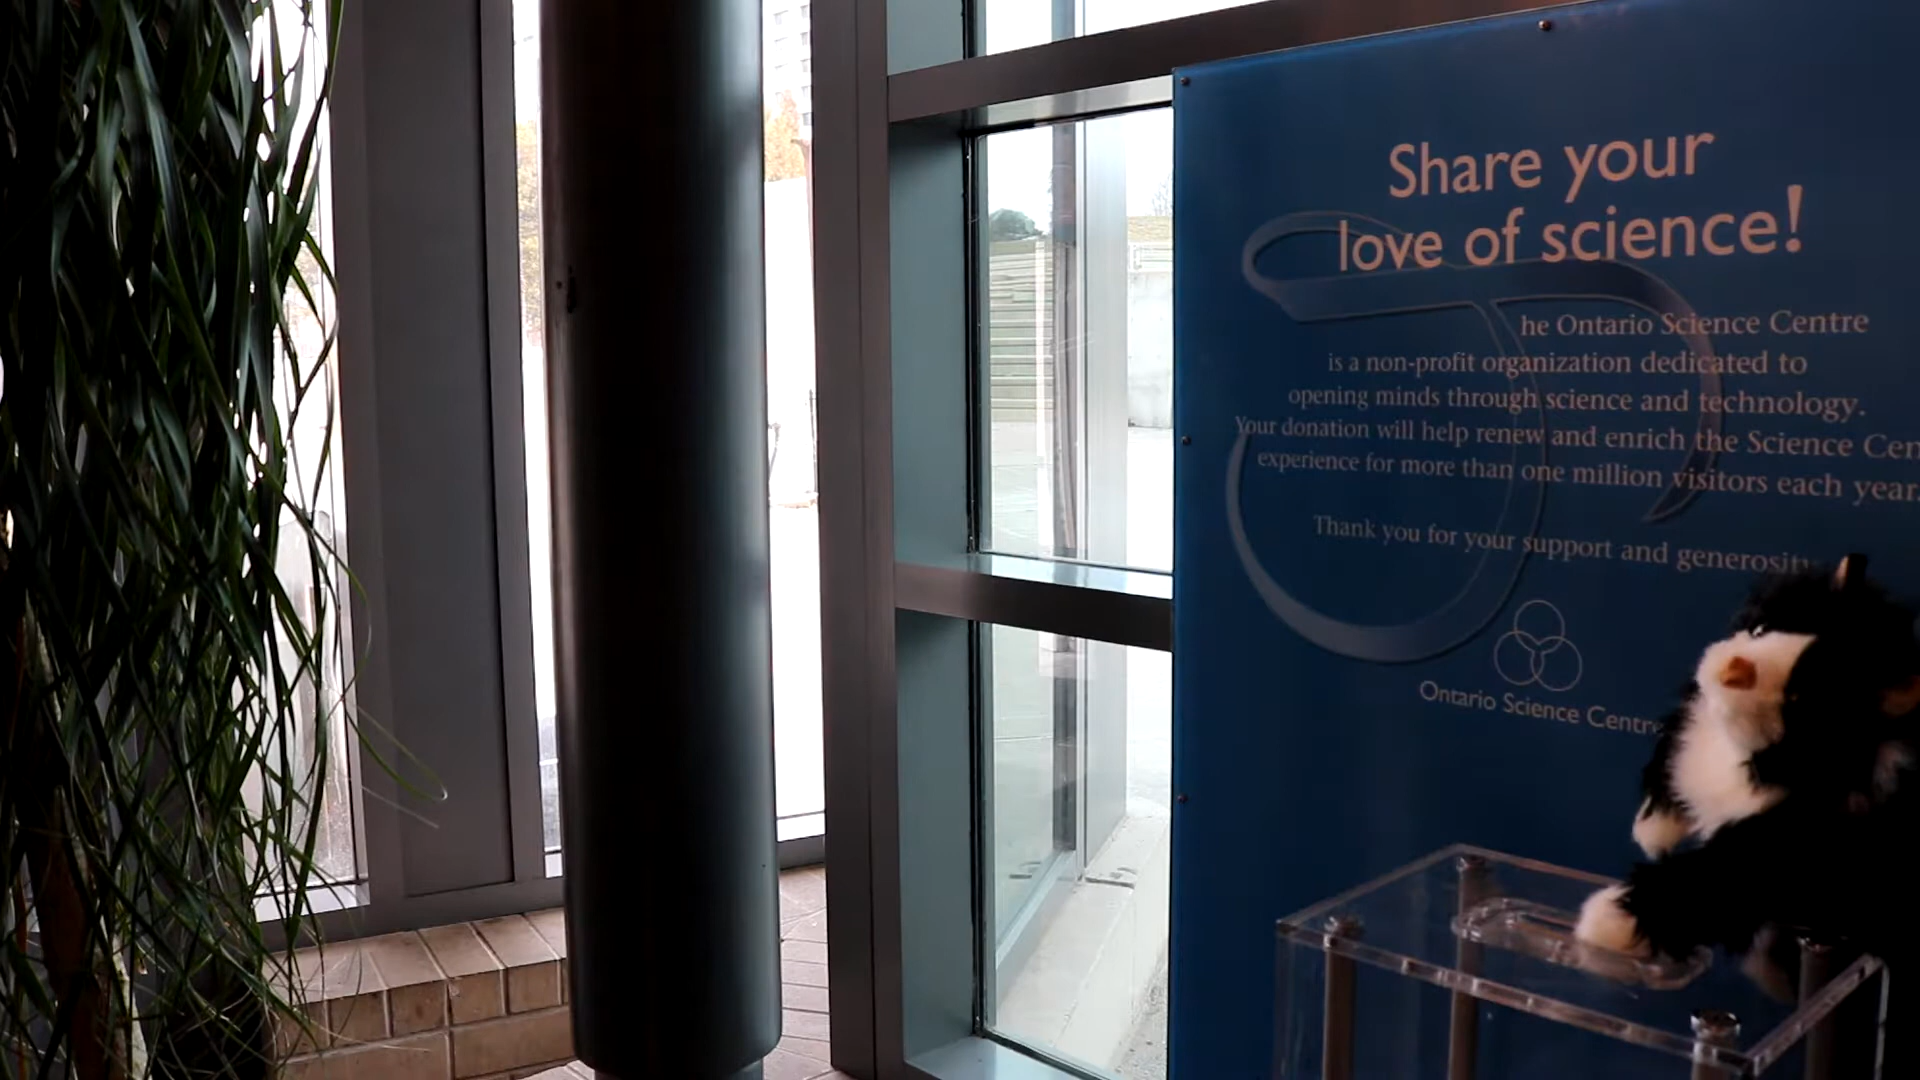 Share your
love of science!
he Ontario Science Centre
is a non-profit organization dedicated to
opening minds through science and technology.
Your donation will help renew and enrich the Science Cen
experience for more than one million visitors each year.
Thank you for your support and generosity
Ontario Science Centre